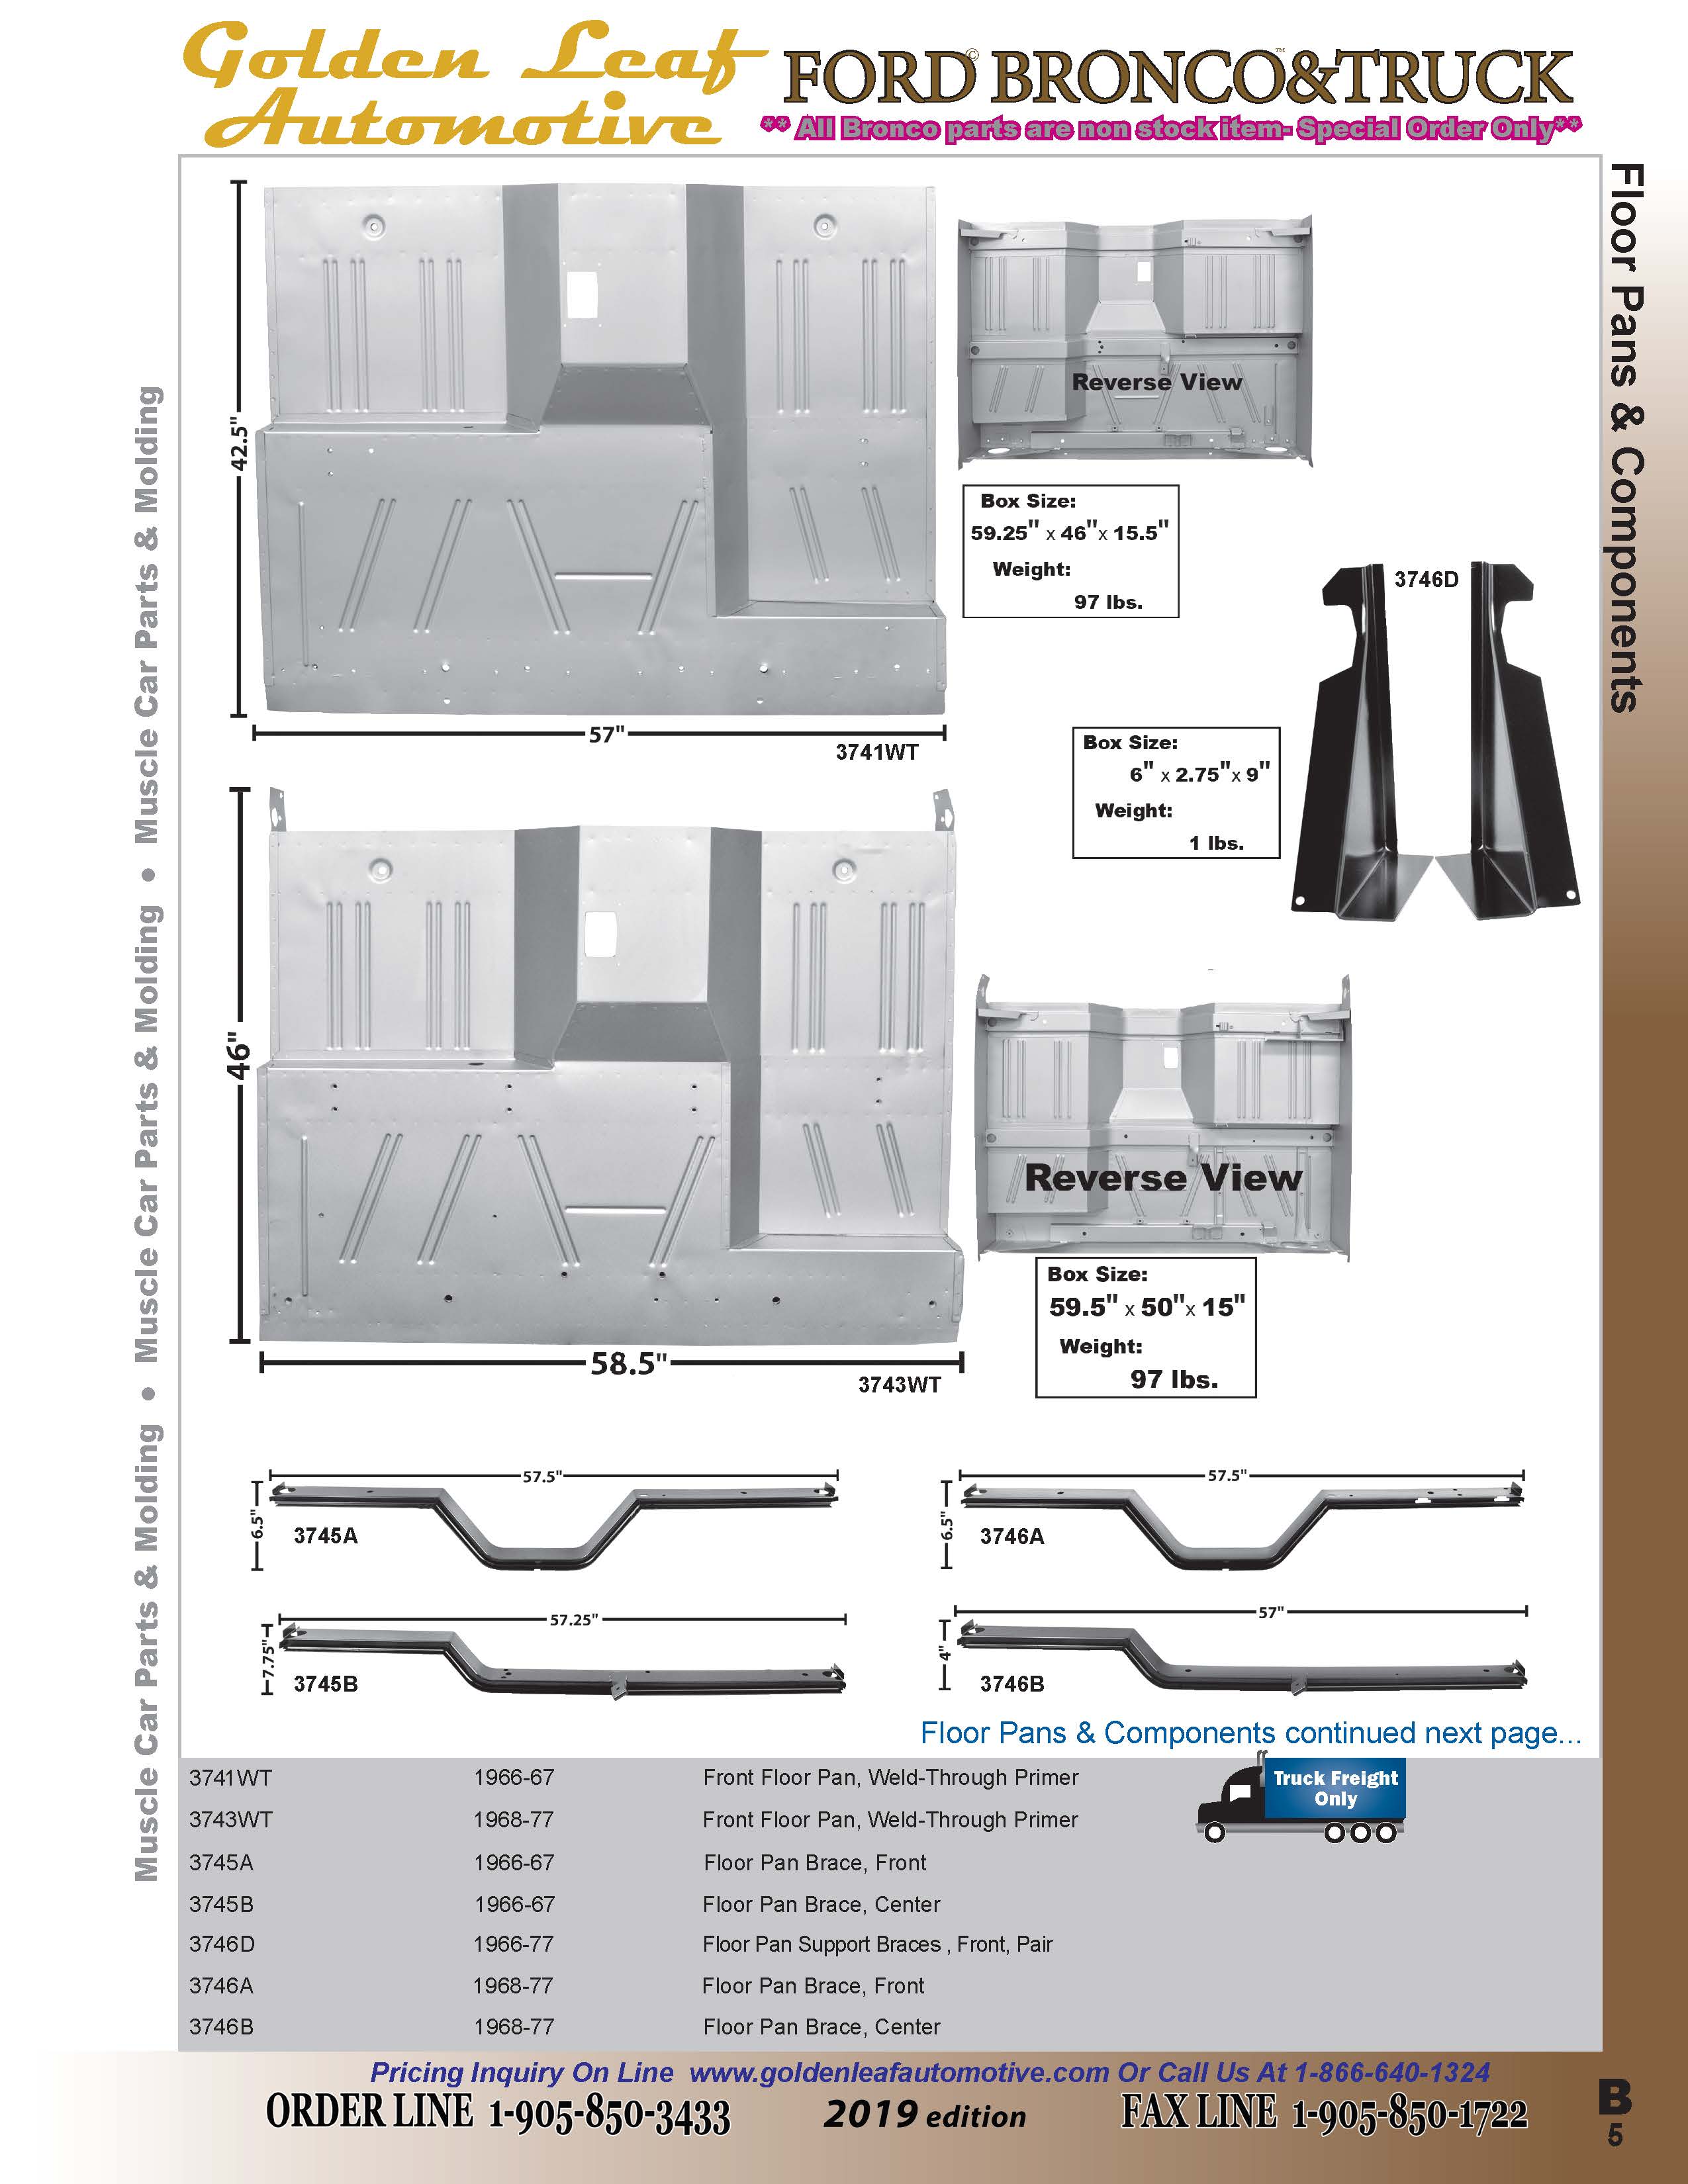 Golden Leaf
Automotive
FORD© BRONCO™&TRUCK
** All Bronco parts are non stock item- Special Order Only**
Floor Pans & Components
Muscle Car Parts & Molding • Muscle Car Parts & Molding • Muscle Car Parts & Molding
42.5"
57"
3741WT
Reverse View
Box Size:
59.25" x 46"x 15.5"
Weight:
97 lbs.
3746D
Box Size:
6" x 2.75"x 9"
Weight:
1 lbs.
46"
58.5"
3743WT
Reverse View
Box Size:
59.5" x 50"x 15"
Weight:
97 lbs.
57.5"
6.5"
3745A
57.5"
6.5"
3746A
57.25"
7.75"
3745B
57"
4"
3746B
Floor Pans & Components continued next page...
3741WT 1966-67 Front Floor Pan, Weld-Through Primer
3743WT 1968-77 Front Floor Pan, Weld-Through Primer
3745A 1966-67 Floor Pan Brace, Front
3745B 1966-67 Floor Pan Brace, Center
3746D 1966-77 Floor Pan Support Braces , Front, Pair
3746A 1968-77 Floor Pan Brace, Front
3746B 1968-77 Floor Pan Brace, Center
Truck Freight
Only
Pricing Inquiry On Line www.goldenleafautomotive.com Or Call Us At 1-866-640-1324
ORDER LINE 1-905-850-3433
2019 edition
FAX LINE 1-905-850-1722
B
5